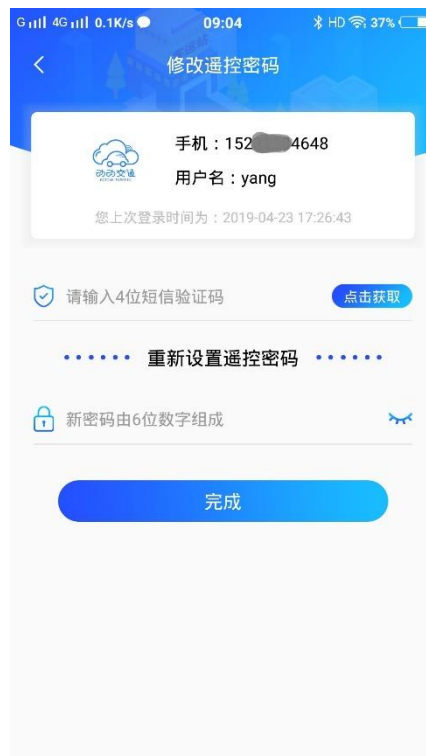 G 4G 0.1K/s 09:04 HD 37%
修改遥控密码
手机：152 4648
用户名：yang
您上次登录时间为：2019-04-23 17:26:43
请输入4位短信验证码
点击获取
重新设置遥控密码
新密码由6位数字组成
完成